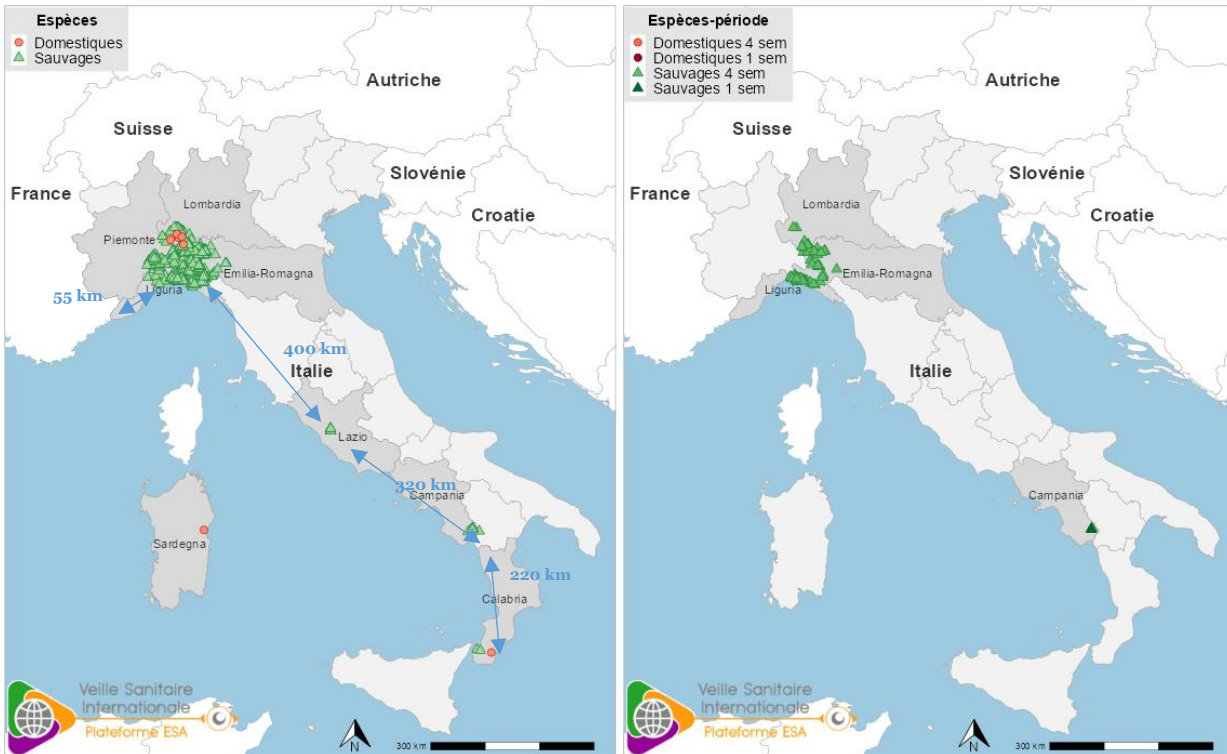 Espèces
Domestiques
Sauvages
Autriche
Suisse
Slovénie
France
Croatie
Lombardia
Piemonte
Emilia-Romagna
Liguria
55 km
400 km
Italie
Lazio
320 km
Campania
Sardegna
220 km
Calabria
Veille Sanitaire
Internationale
Plateforme ESA
N
300 km
Espèces-période
Domestiques 4 sem
Domestiques 1 sem
Sauvages 4 sem
Sauvages 1 sem
Autriche
Suisse
Slovénie
France
Croatie
Lombardia
Emilia-Romagna
Liguria
Italie
Campania
Veille Sanitaire
Internationale
Plateforme ESA
N
300 km